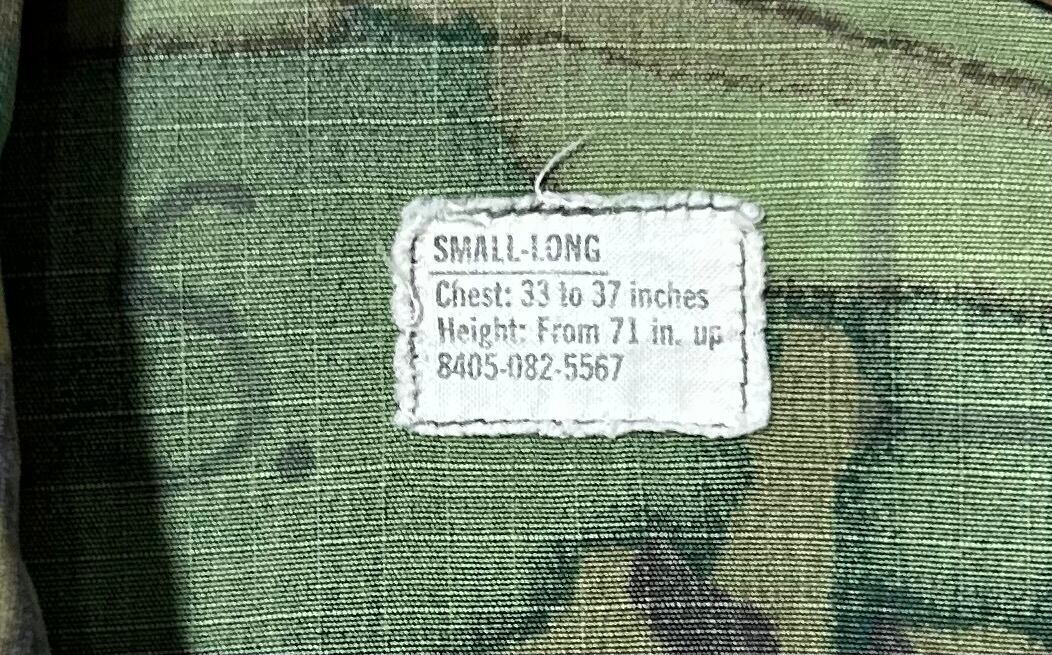 SMALL-LONG
Chest: 33 to 37 inches
Height: From 71 in. up
8405-082-5567
S.